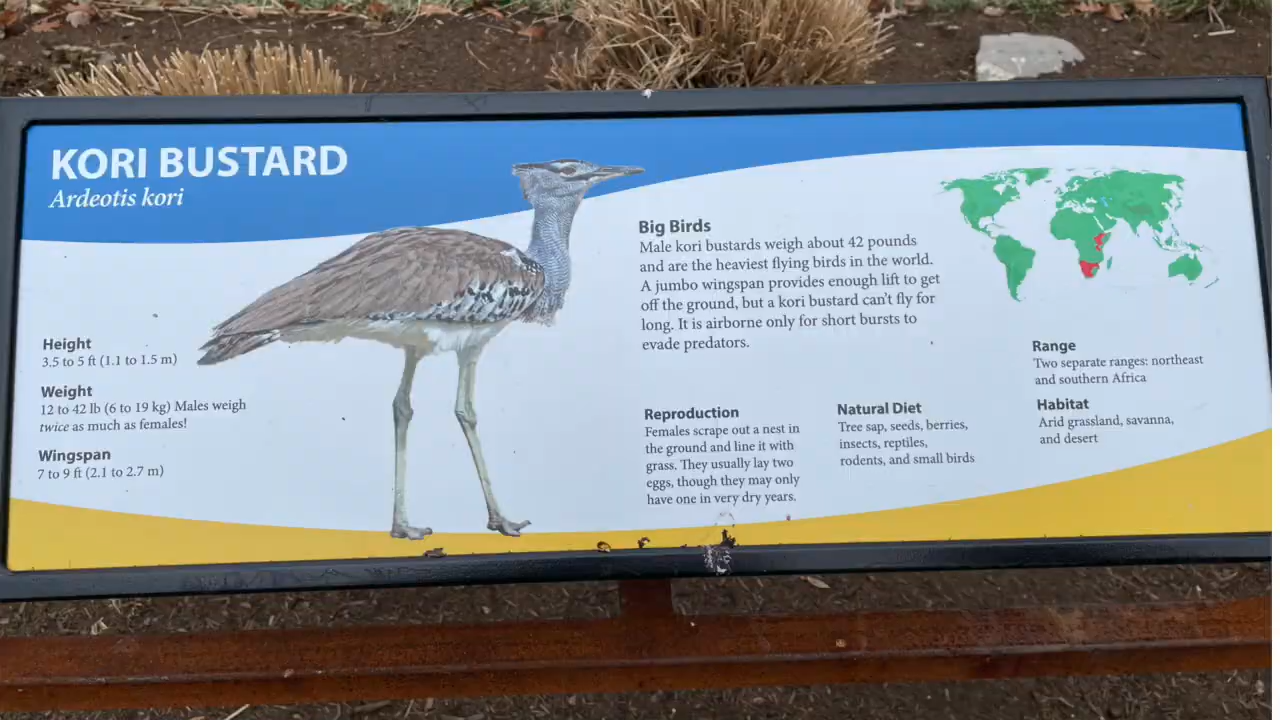 KORI BUSTARD
Ardeotis kori
Height
3.5 to 5 ft (1.1 to 1.5 m)
Weight
12 to 42 lb (6 to 19 kg) Males weigh
twice as much as females!
Wingspan
7 to 9 ft (2.1 to 2.7 m)
Big Birds
Male kori bustards weigh about 42 pounds
and are the heaviest flying birds in the world.
A jumbo wingspan provides enough lift to get
off the ground, but a kori bustard can't fly for
long. It is airborne only for short bursts to
evade predators.
Reproduction
Females scrape out a nest in
the ground and line it with
grass. They usually lay two
eggs, though they may only
have one in very dry years.
Natural Diet
Tree sap, seeds, berries,
insects, reptiles,
rodents, and small birds
Range
Two separate ranges: northeast
and southern Africa
Habitat
Arid grassland, savanna,
and desert